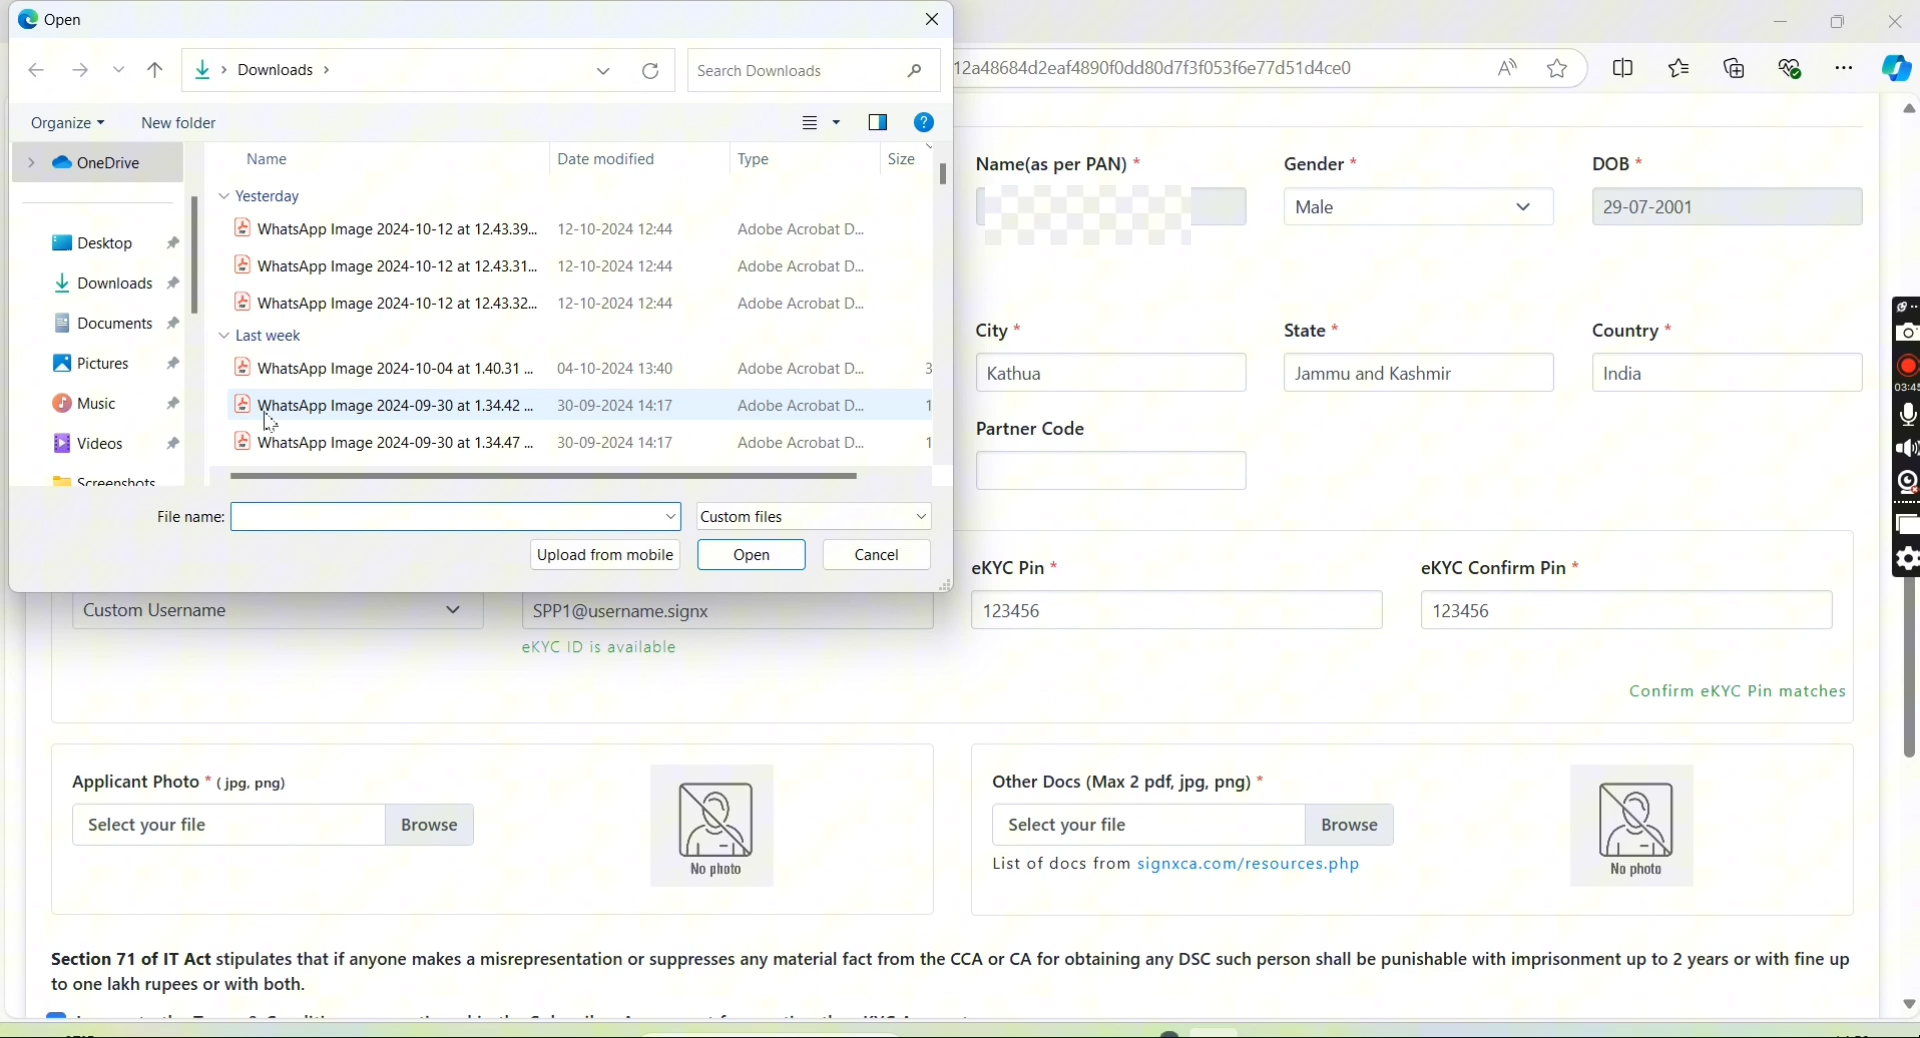 Open
Downloads
Search Downloads
12a48684d2eaf4890f0dd80d7f3f053f6e77d51d4ce0
Organize
New folder
OneDrive
Desktop
Downloads
Documents
Pictures
Music
Videos
Screenshots
Name Date modified Type Size
Yesterday
WhatsApp Image 2024-10-12 at 12.43.39... 12-10-2024 12:44 Adobe Acrobat D...
WhatsApp Image 2024-10-12 at 12.43.31... 12-10-2024 12:44 Adobe Acrobat D...
WhatsApp Image 2024-10-12 at 12.43.32... 12-10-2024 12:44 Adobe Acrobat D...
Last week
WhatsApp Image 2024-10-04 at 1.40.31 ... 04-10-2024 13:40 Adobe Acrobat D... 3
WhatsApp Image 2024-09-30 at 1.34.42 ... 30-09-2024 14:17 Adobe Acrobat D... 1
WhatsApp Image 2024-09-30 at 1.34.47 ... 30-09-2024 14:17 Adobe Acrobat D... 1
File name:
Custom files
Upload from mobile Open Cancel
Name(as per PAN) * Gender * DOB *
Male 29-07-2001
City * State * Country *
Kathua Jammu and Kashmir India
03:45
Partner Code
eKYC Pin * eKYC Confirm Pin *
Custom Username SPP1@username.signx 123456 123456
eKYC ID is available
Confirm eKYC Pin matches
Applicant Photo * (jpg, png) Other Docs (Max 2 pdf, jpg, png) *
Select your file Browse Select your file Browse
List of docs from signxca.com/resources.php
No photo No photo
Section 71 of IT Act stipulates that if anyone makes a misrepresentation or suppresses any material fact from the CCA or CA for obtaining any DSC such person shall be punishable with imprisonment up to 2 years or with fine up
to one lakh rupees or with both.